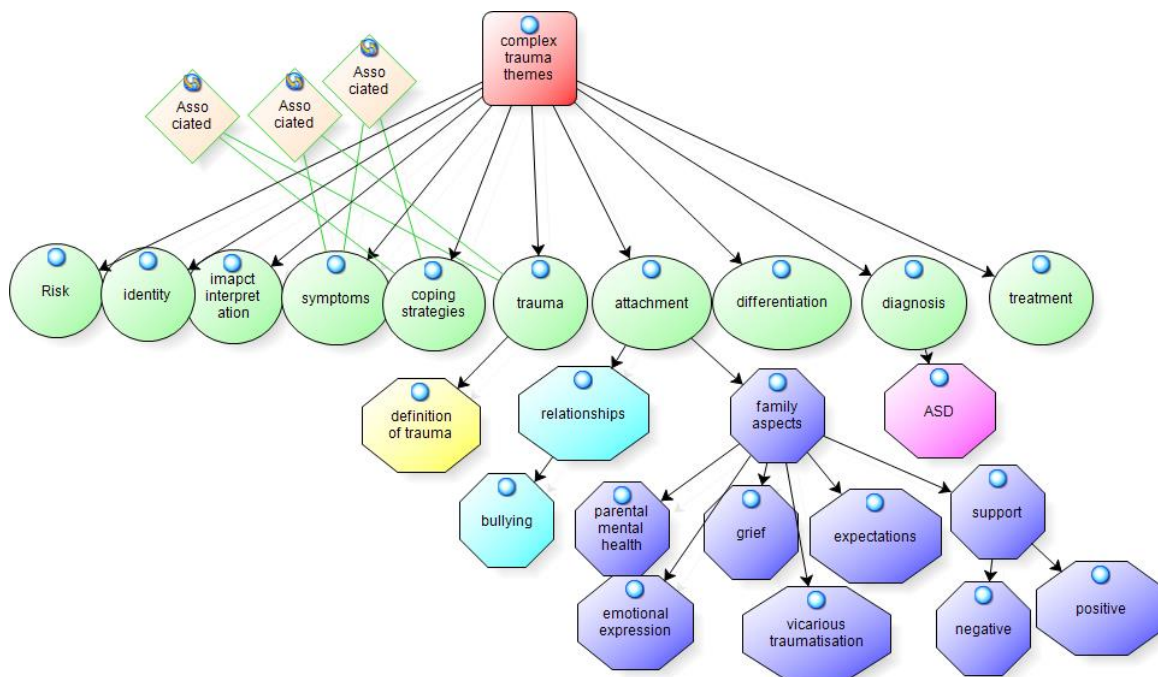 complex
trauma
themes
Asso
ciated
Asso
ciated
Asso
ciated
Risk
identity
imapct
interpret
ation
symptoms
coping
strategies
trauma
attachment
differentiation
diagnosis
treatment
definition
of trauma
relationships
family
aspects
ASD
bullying
parental
mental
health
grief
expectations
support
emotional
expression
vicarious
traumatisation
negative
positive